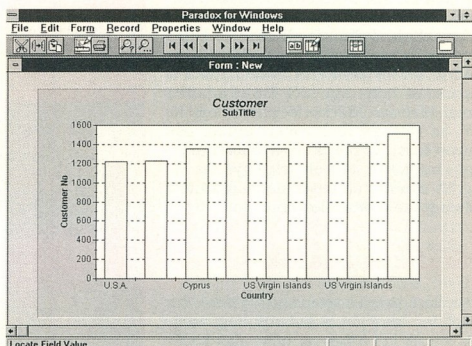 Paradox for Windows
File Edit Form Record Properties Window Help
Form : New
Customer
SubTitle
1600
1400
1200
1000
800
600
400
200
0
Customer No
U.S.A. Cyprus US Virgin Islands US Virgin Islands
Country
Locate Field Value